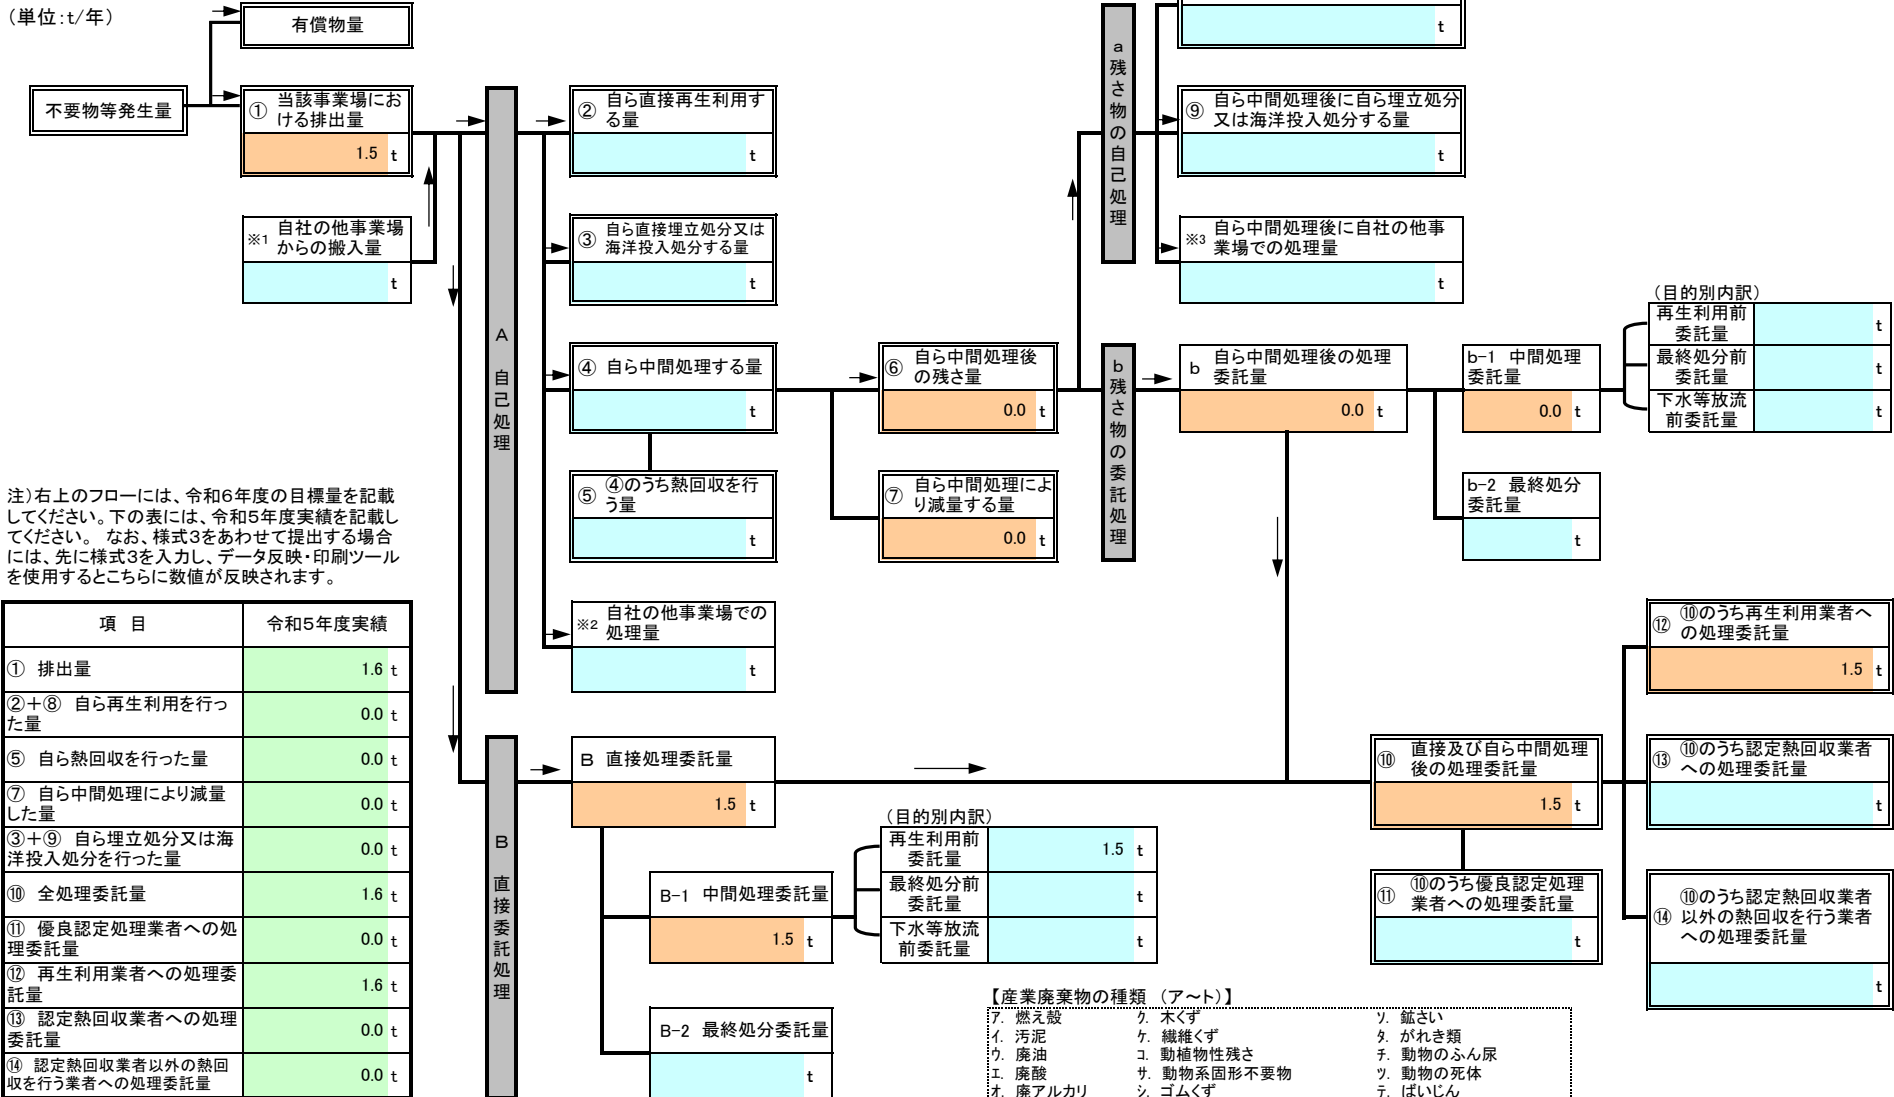 （単位：t/年）
有償物量
不要物等発生量
① 当該事業場にお
ける排出量
1.5 t
※1 自社の他事業場
からの搬入量
t
A 自己処理
② 自ら直接再生利用す
る量
t
③ 自ら直接埋立処分又は
海洋投入処分する量
t
④ 自ら中間処理する量
t
⑤ ④のうち熱回収を行
う量
t
※2 自社の他事業場での
処理量
t
⑥ 自ら中間処理後
の残さ量
0.0 t
⑦ 自ら中間処理によ
り減量する量
0.0 t
a 残さ物の自己処理
t
⑨ 自ら中間処理後に自ら埋立処分
又は海洋投入処分する量
t
※3 自ら中間処理後に自社の他事
業場での処理量
t
b 残さ物の委託処理
b 自ら中間処理後の処理
委託量
0.0 t
b-1 中間処理
委託量
0.0 t
b-2 最終処分
委託量
t
（目的別内訳）
再生利用前
委託量
t
最終処分前
委託量
t
下水等放流
前委託量
t
注）右上のフローには、令和６年度の目標量を記載
してください。下の表には、令和５年度実績を記載し
てください。 なお、様式３をあわせて提出する場合
には、先に様式３を入力し、データ反映・印刷ツール
を使用するとこちらに数値が反映されます。
項 目 令和５年度実績
① 排出量 1.6 t
②＋⑧ 自ら再生利用を行っ
た量 0.0 t
⑤ 自ら熱回収を行った量 0.0 t
⑦ 自ら中間処理により減量
した量 0.0 t
③＋⑨ 自ら埋立処分又は海
洋投入処分を行った量 0.0 t
⑩ 全処理委託量 1.6 t
⑪ 優良認定処理業者への処
理委託量 0.0 t
⑫ 再生利用業者への処理委
託量 1.6 t
⑬ 認定熱回収業者への処理
委託量 0.0 t
⑭ 認定熱回収業者以外の熱回
収を行う業者への処理委託量 0.0 t
B 直接委託処理
B 直接処理委託量
1.5 t
B-1 中間処理委託量
1.5 t
B-2 最終処分委託量
t
（目的別内訳）
再生利用前
委託量
1.5 t
最終処分前
委託量
t
下水等放流
前委託量
t
⑩ 直接及び自ら中間処理
後の処理委託量
1.5 t
⑪ ⑩のうち優良認定処理
業者への処理委託量
t
⑫ ⑩のうち再生利用業者へ
の処理委託量
1.5 t
⑬ ⑩のうち認定熱回収業者
への処理委託量
t
⑭ ⑩のうち認定熱回収業者
以外の熱回収を行う業者
への処理委託量
t
【産業廃棄物の種類 （ア～ト）】
ｱ. 燃え殻 ｸ. 木くず ｿ. 鉱さい
ｲ. 汚泥 ｹ. 繊維くず ﾀ. がれき類
ｳ. 廃油 ｺ. 動植物性残さ ﾁ. 動物のふん尿
ｴ. 廃酸 ｻ. 動物系固形不要物 ﾂ. 動物の死体
ｵ. 廃アルカリ ｼ. ゴムくず ﾃ. ばいじん